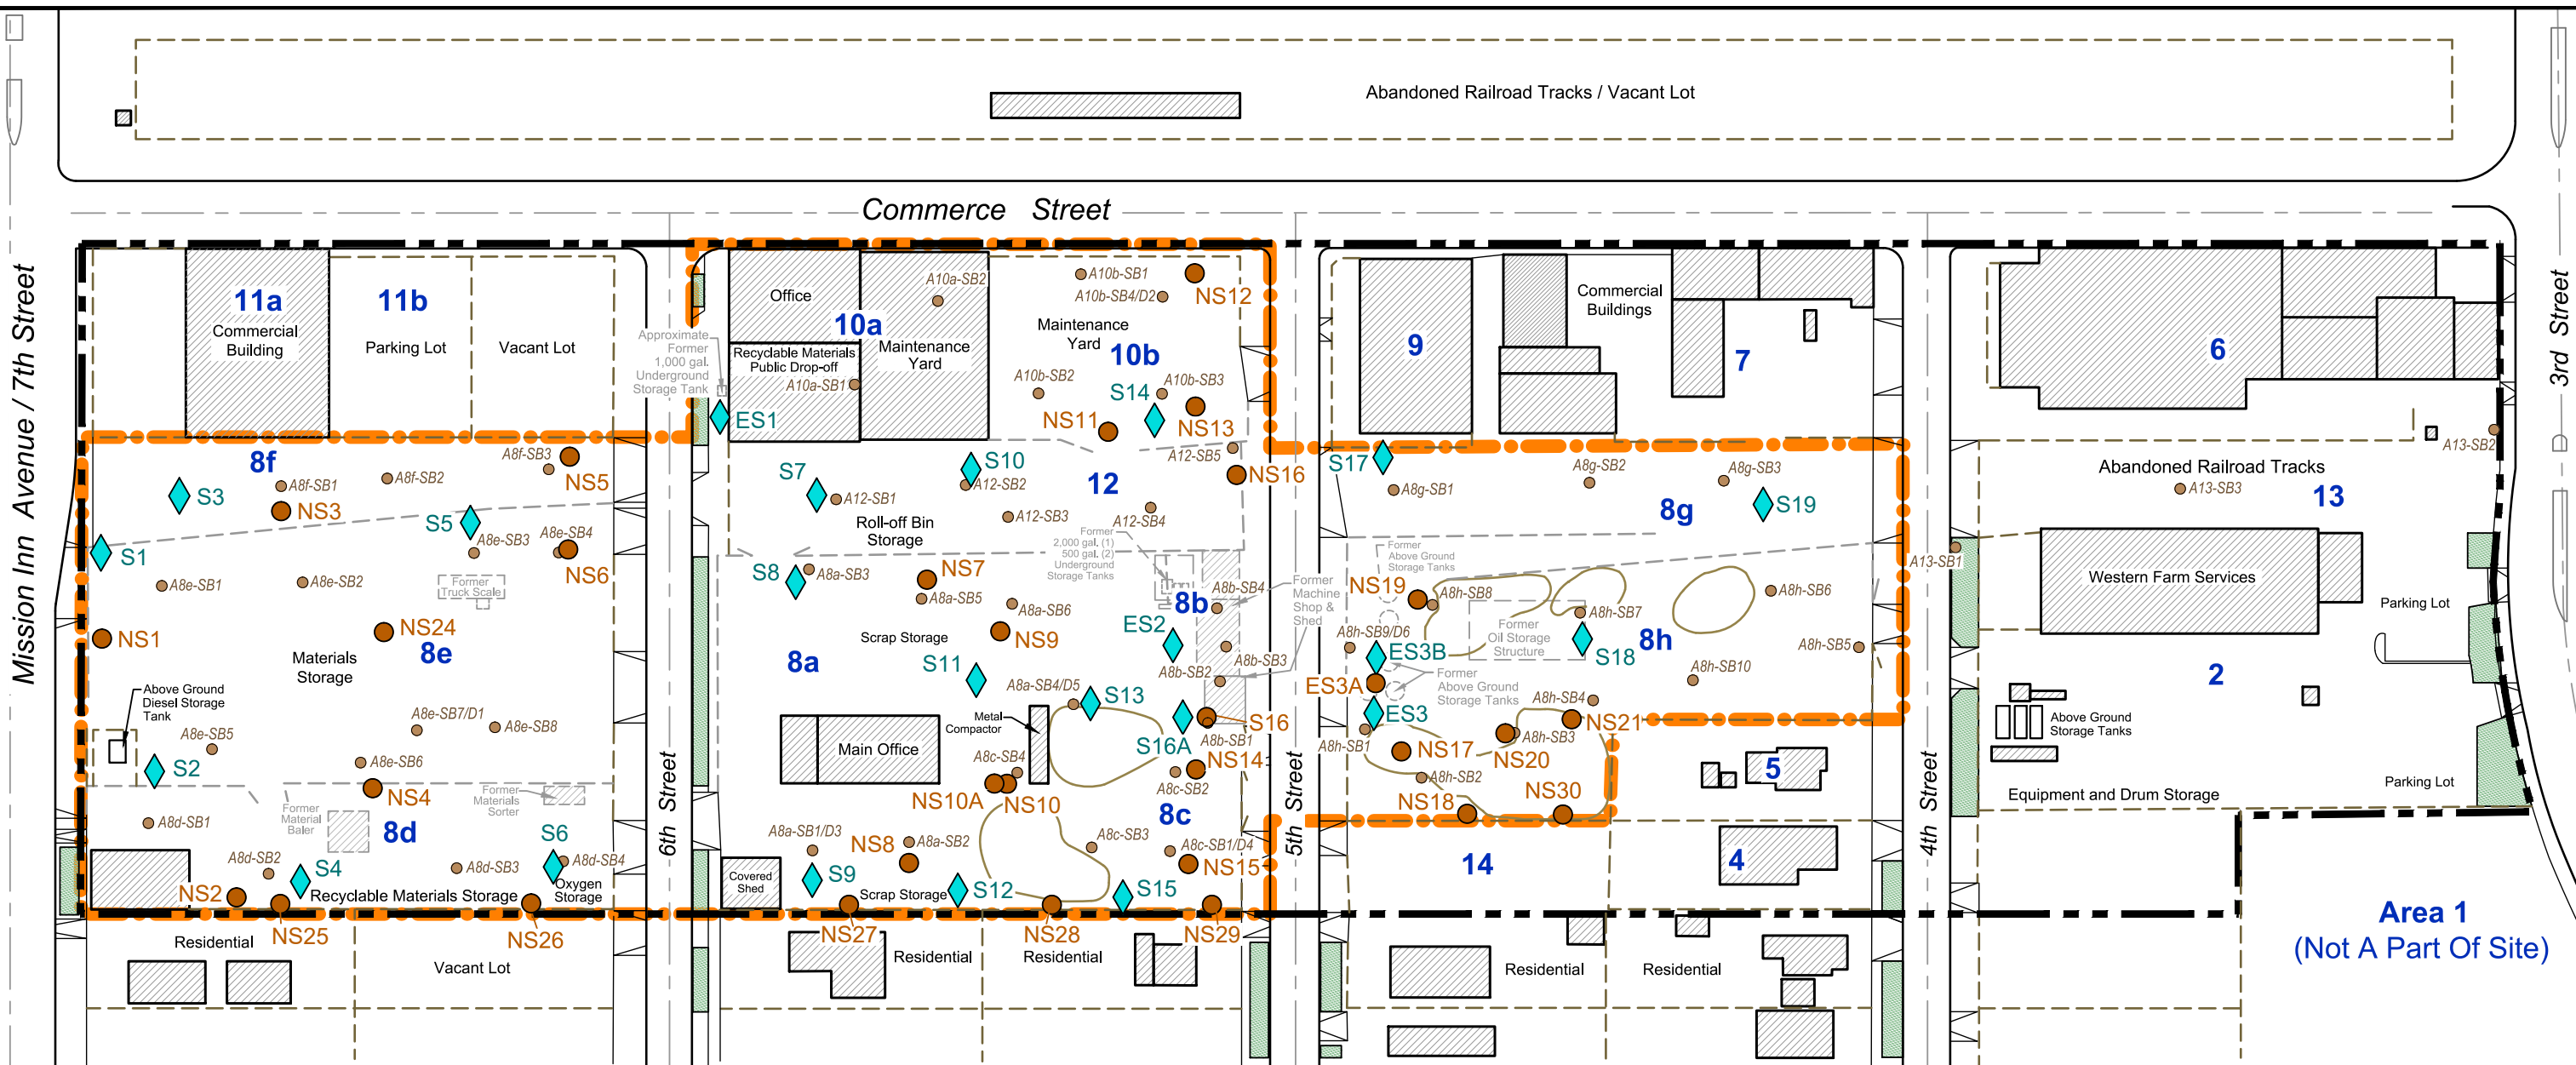 Abandoned Railroad Tracks / Vacant Lot
Commerce Street
Mission Inn Avenue / 7th Street
3rd Street
11a
Commercial
Building
11b
Parking Lot
Vacant Lot
Approximate
Former
1,000 gal.
Underground
Storage Tank
Office
10a
Recyclable Materials
Public Drop-off
A10a-SB1
A10a-SB2
Maintenance
Yard
ES1
A10b-SB1
A10b-SB4/D2
NS12
Maintenance
Yard
10b
A10b-SB2
A10b-SB3
S14
NS11
NS13
9
Commercial
Buildings
7
6
8f
A8f-SB1
A8f-SB2
A8f-SB3
NS5
S3
NS3
S5
S1
A8e-SB3
A8e-SB4
NS6
A8e-SB1
A8e-SB2
Former
Truck Scale
NS1
NS24
8e
Materials
Storage
Above Ground
Diesel Storage
Tank
A8e-SB5
A8e-SB7/D1
A8e-SB8
A8e-SB6
S2
NS4
Former
Materials
Sorter
Former
Material
Baler
8d
A8d-SB1
A8d-SB2
S4
A8d-SB3
S6
A8d-SB4
NS2
Recyclable Materials Storage
Oxygen
Storage
NS25
NS26
Residential
Vacant Lot
6th Street
S7
A12-SB1
S10
A12-SB2
12
A12-SB5
NS16
Roll-off Bin
Storage
A12-SB3
A12-SB4
Former
2,000 gal. (1)
500 gal. (2)
Underground
Storage Tanks
S8
A8a-SB3
NS7
A8a-SB5
A8a-SB6
Scrap Storage
NS9
8a
S11
8b
A8b-SB4
ES2
A8b-SB3
A8b-SB2
Former
Machine
Shop &
Shed
A8a-SB4/D5
S13
Metal
Compactor
Main Office
S16
S16A
A8b-SB1
NS14
A8c-SB4
A8c-SB2
NS10A
NS10
8c
A8a-SB1/D3
NS8
A8a-SB2
A8c-SB3
A8c-SB1/D4
NS15
Covered
Shed
S9
Scrap Storage
S12
S15
NS27
NS28
NS29
Residential
Residential
5th Street
S17
A8g-SB1
A8g-SB2
A8g-SB3
S19
8g
Former
Above Ground
Storage Tanks
NS19
A8h-SB8
A8h-SB7
A8h-SB6
Former
Oil Storage
Structure
S18
8h
A8h-SB9/D6
ES3B
A8h-SB5
ES3A
Former
Above Ground
Storage Tanks
A8h-SB10
A8h-SB4
ES3
A8h-SB1
NS17
NS20
A8h-SB3
NS21
A8h-SB2
NS18
NS30
5
14
4
Residential
Residential
4th Street
A13-SB2
Abandoned Railroad Tracks
A13-SB3
13
A13-SB1
Western Farm Services
Parking Lot
2
Above Ground
Storage Tanks
Parking Lot
Equipment and Drum Storage
Area 1
(Not A Part Of Site)